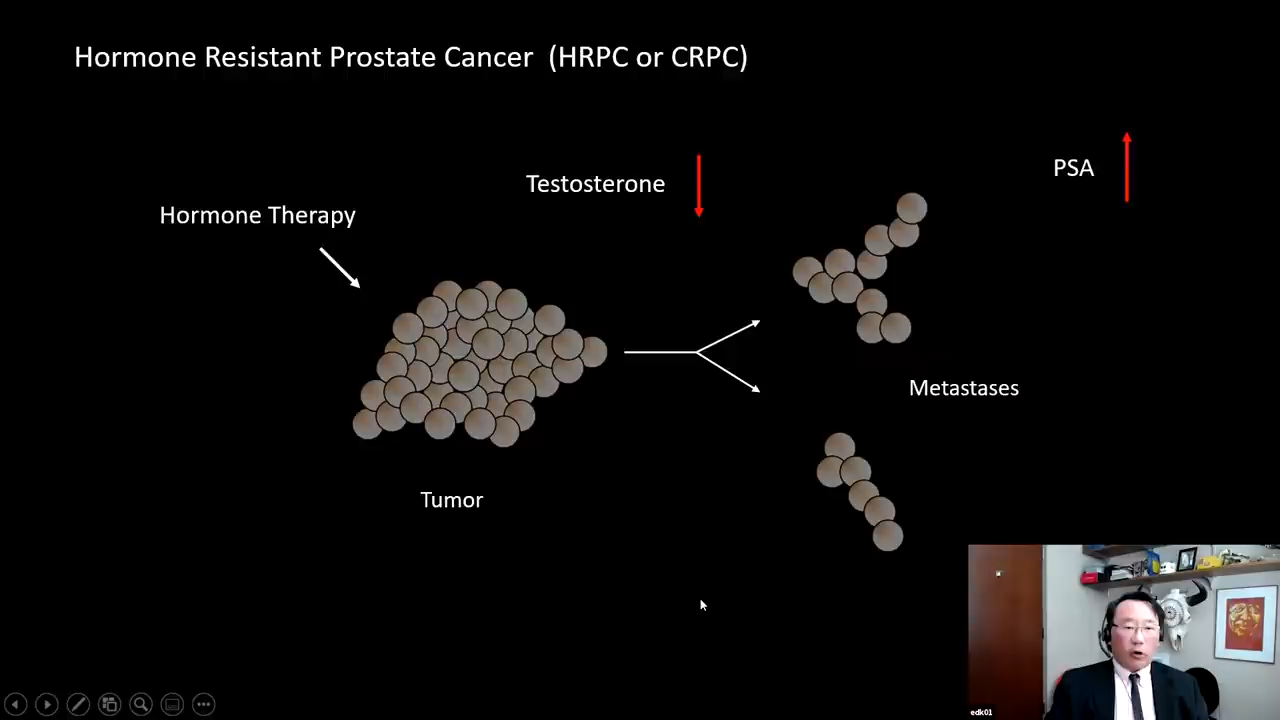 Hormone Resistant Prostate Cancer (HRPC or CRPC)
PSA
Testosterone
Hormone Therapy
Metastases
Tumor
edk01